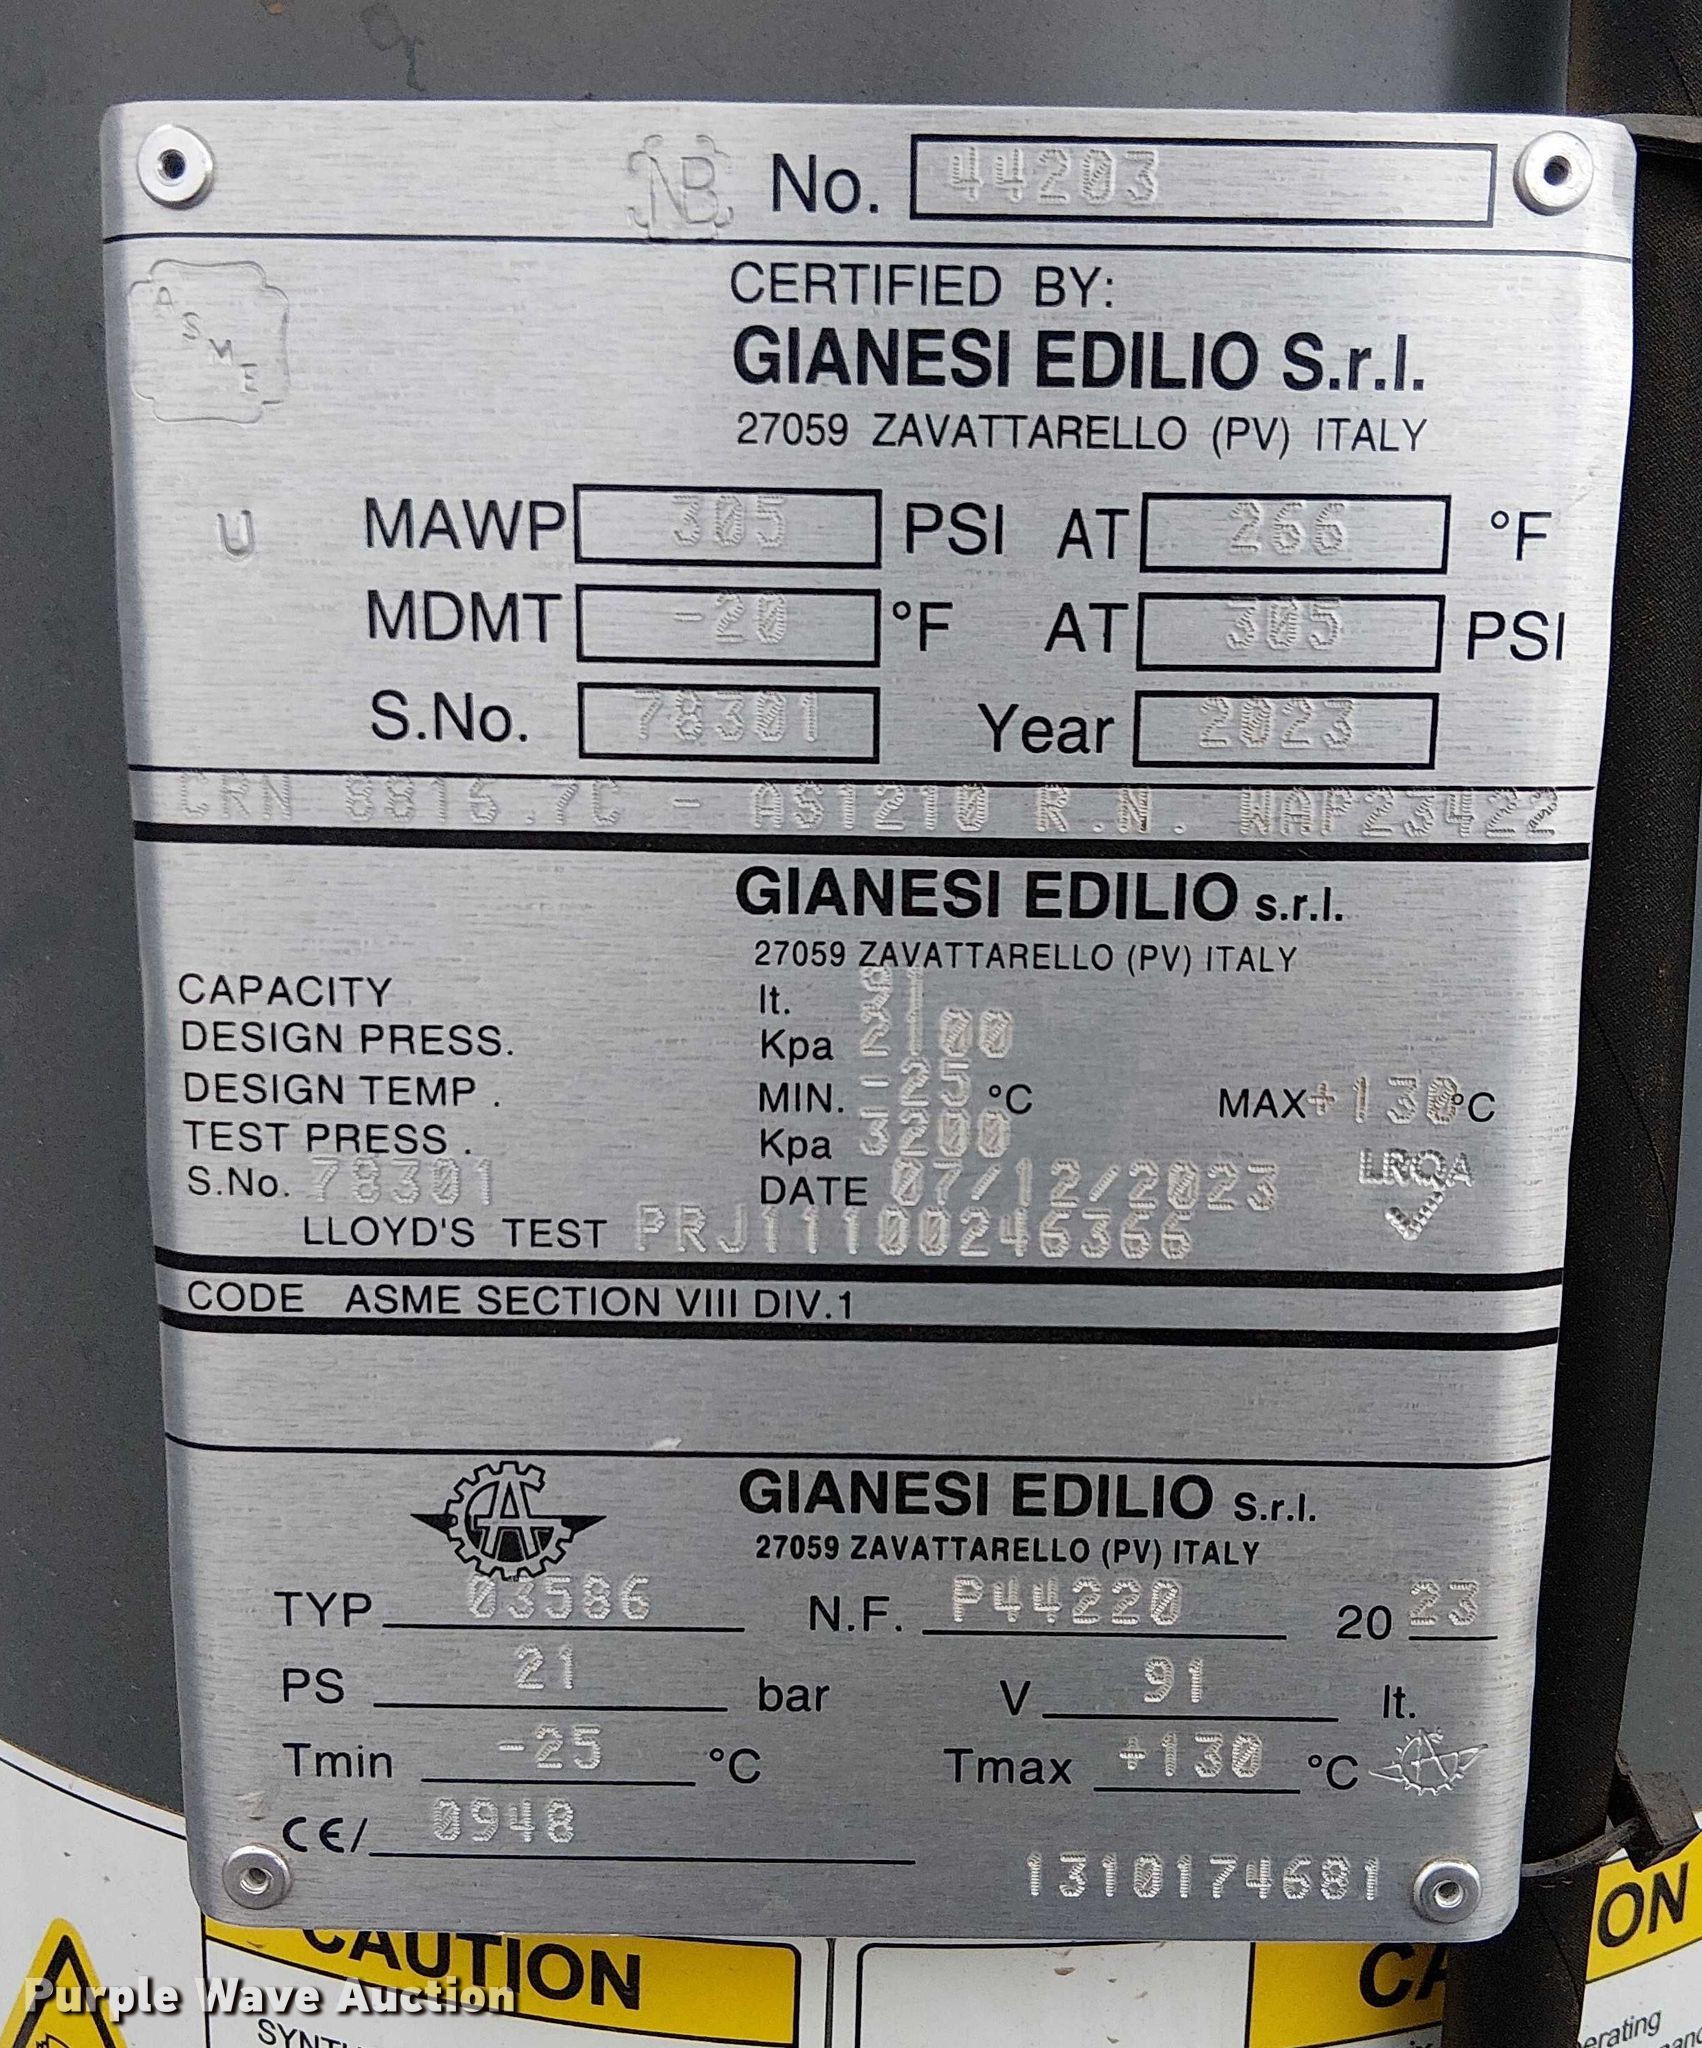 NB No. 44203
ASME
CERTIFIED BY:
GIANESI EDILIO S.r.l.
27059 ZAVATTARELLO (PV) ITALY
U MAWP 305 PSI AT 266 °F
MDMT -20 °F AT 305 PSI
S.No. 78301 Year 2023
CRN 8816.7C - AS1210 R.N. WAP23422
GIANESI EDILIO s.r.l.
27059 ZAVATTARELLO (PV) ITALY
CAPACITY lt. 91
DESIGN PRESS. Kpa 2100
DESIGN TEMP. MIN. -25 °C MAX +130 °C
TEST PRESS. Kpa 3200
S.No. 78301 DATE 07/12/2023 LRQA
LLOYD'S TEST PRJ11100246366
CODE ASME SECTION VIII DIV.1
GIANESI EDILIO S.r.l.
27059 ZAVATTARELLO (PV) ITALY
TYP 03586 N.F. P44220 2023
PS 21 bar V 91 lt.
Tmin -25 °C Tmax +130 °C
CE/ 0948
1310174681
CAUTION
ON
Purple Wave Auction
erating